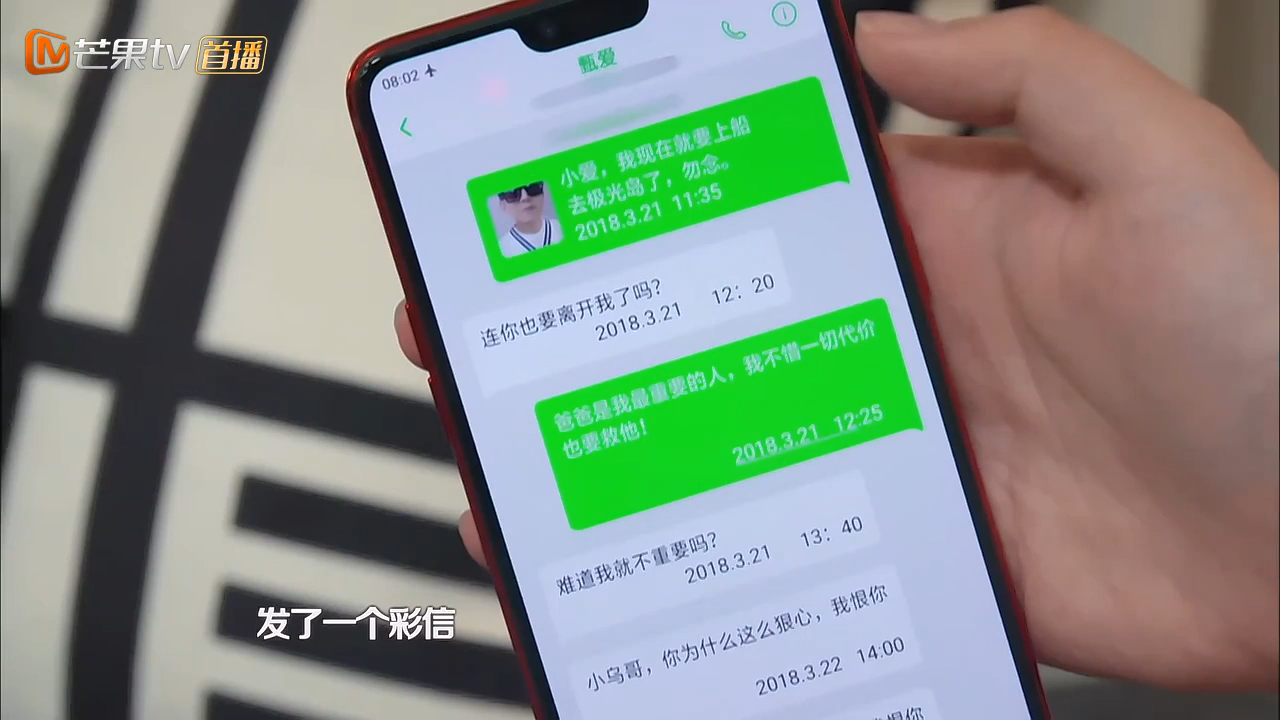 芒果tv 首播
08:02
甄爱
小爱，我现在就要上船
去极光岛了，勿念。
2018.3.21 11:35
连你也要离开我了吗？
2018.3.21 12：20
爸爸是我最重要的人，我不惜一切代价
也要救他！
2018.3.21 12:25
难道我就不重要吗？
2018.3.21 13：40
小乌哥，你为什么这么狠心，我恨你
2018.3.22 14:00
恨你
发了一个彩信